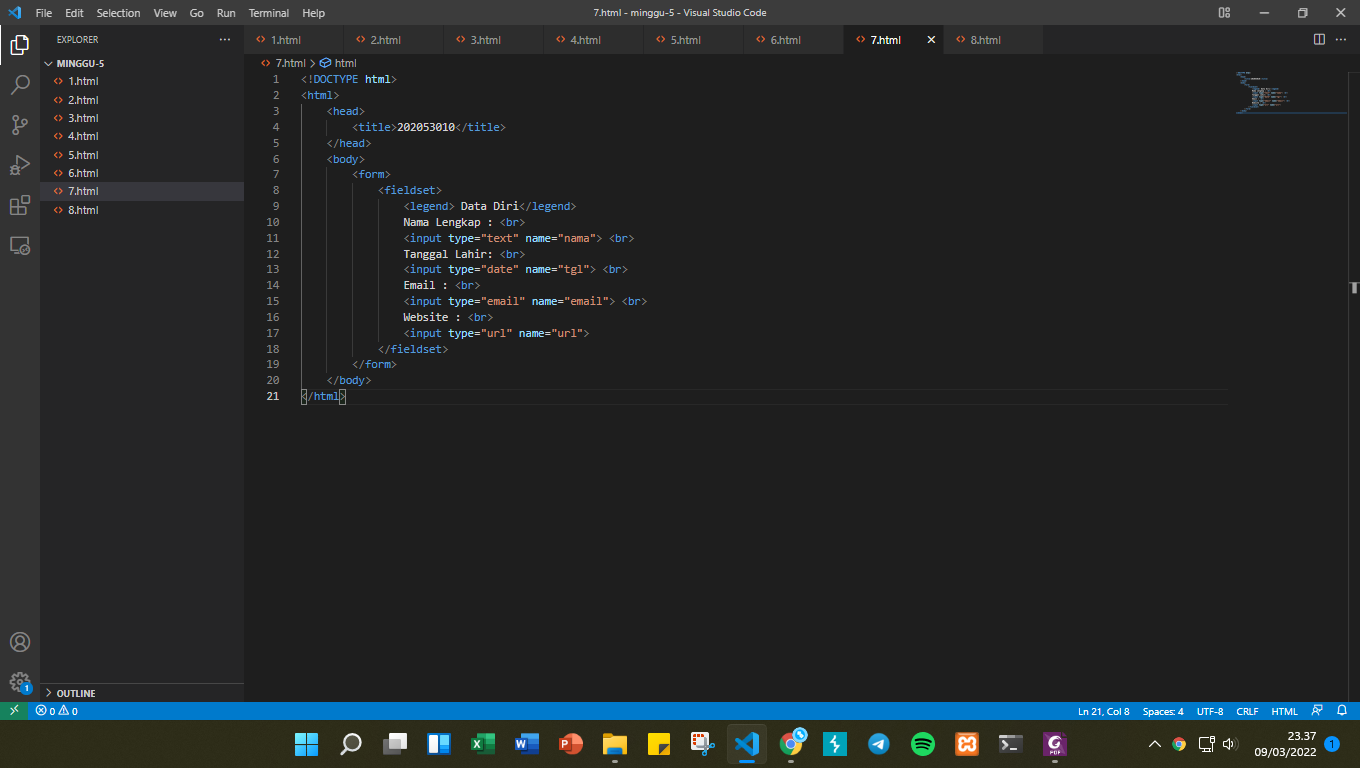 File Edit Selection View Go Run Terminal Help 7.html - minggu-5 - Visual Studio Code
EXPLORER
1.html 2.html 3.html 4.html 5.html 6.html 7.html 8.html
MINGGU-5
1.html
2.html
3.html
4.html
5.html
6.html
7.html
8.html
OUTLINE
7.html > html
1 <!DOCTYPE html>
2 <html>
3 <head>
4 <title>202053010</title>
5 </head>
6 <body>
7 <form>
8 <fieldset>
9 <legend> Data Diri</legend>
10 Nama Lengkap : <br>
11 <input type="text" name="nama"> <br>
12 Tanggal Lahir: <br>
13 <input type="date" name="tgl"> <br>
14 Email : <br>
15 <input type="email" name="email"> <br>
16 Website : <br>
17 <input type="url" name="url">
18 </fieldset>
19 </form>
20 </body>
21 </html>
1
0 0 Ln 21, Col 8 Spaces: 4 UTF-8 CRLF HTML
23.37
09/03/2022
1